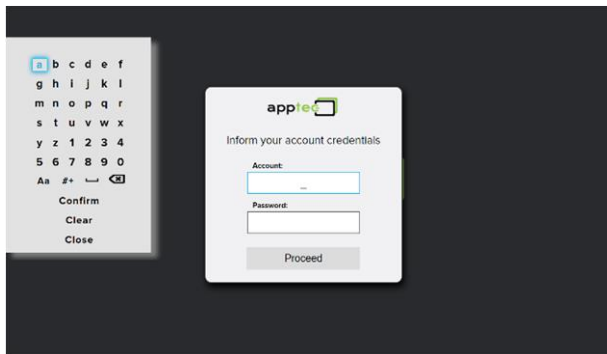 a b c d e f
g h i j k l
m n o p q r
s t u v w x
y z 1 2 3 4
5 6 7 8 9 0
Aa #+
Confirm
Clear
Close
apptec
Inform your account credentials
Account:
_
Password:
Proceed